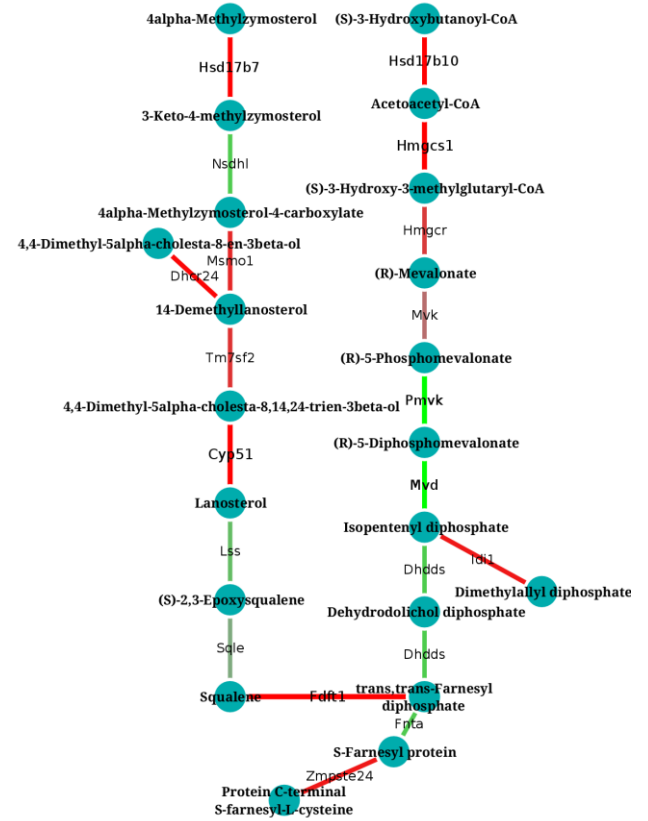 4alpha-Methylzymosterol
(S)-3-Hydroxybutanoyl-CoA
Hsd17b7
Hsd17b10
3-Keto-4-methylzymosterol
Acetoacetyl-CoA
Nsdhl
Hmgcs1
4alpha-Methylzymosterol-4-carboxylate
(S)-3-Hydroxy-3-methylglutaryl-CoA
4,4-Dimethyl-5alpha-cholesta-8-en-3beta-ol
Msmo1
Hmgcr
Dhcr24
(R)-Mevalonate
14-Demethyllanosterol
Mvk
Tm7sf2
(R)-5-Phosphomevalonate
4,4-Dimethyl-5alpha-cholesta-8,14,24-trien-3beta-ol
Pmvk
Cyp51
(R)-5-Diphosphomevalonate
Mvd
Lanosterol
Isopentenyl diphosphate
Lss
Idi1
Dhdds
(S)-2,3-Epoxysqualene
Dimethylallyl diphosphate
Dehydrodolichol diphosphate
Sqle
Dhdds
Squalene
Fdft1
trans,trans-Farnesyl
diphosphate
Fnta
S-Farnesyl protein
Zmpste24
Protein C-terminal
S-farnesyl-L-cysteine